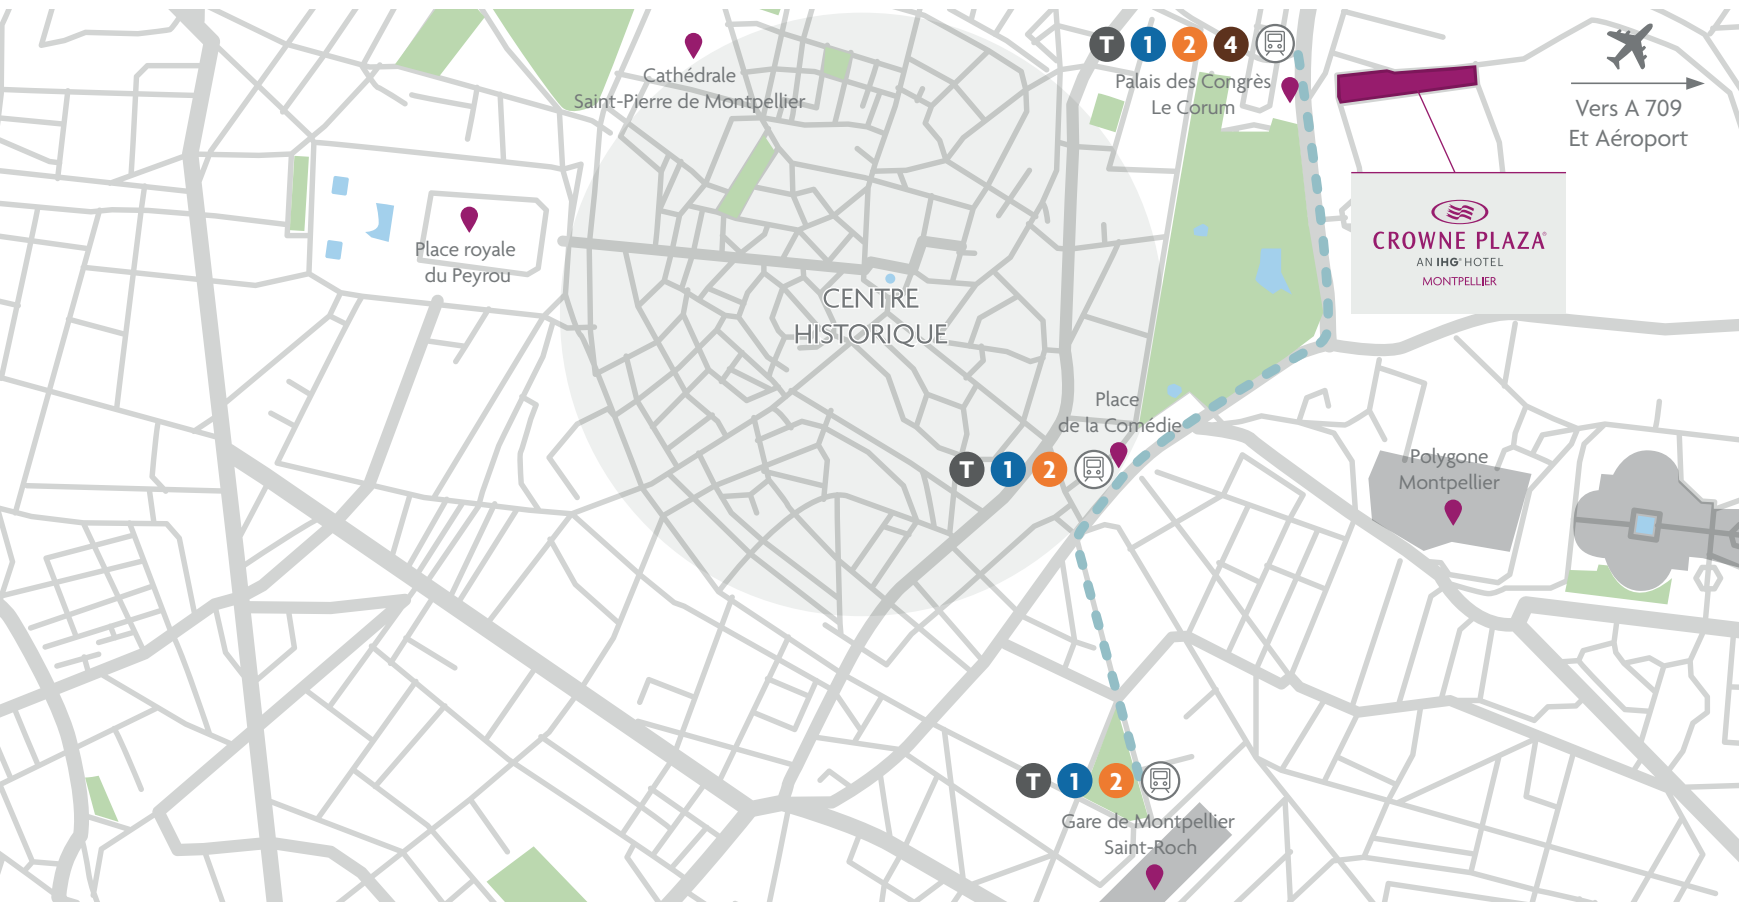 T 1 2 4
Cathédrale
Saint-Pierre de Montpellier
Palais des Congrès
Le Corum
Vers A 709
Et Aéroport
Place royale
du Peyrou
CROWNE PLAZA®
AN IHG® HOTEL
MONTPELLIER
CENTRE
HISTORIQUE
Place
de la Comédie
T 1 2
Polygone
Montpellier
T 1 2
Gare de Montpellier
Saint-Roch